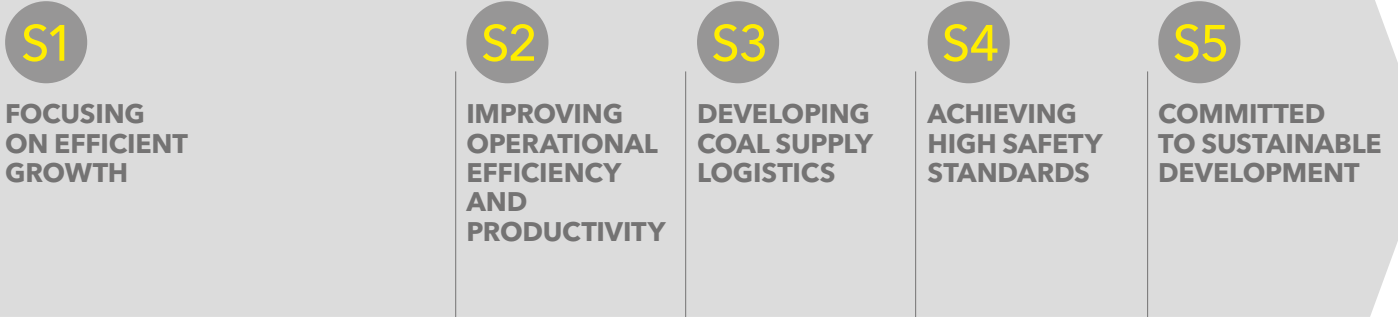 S1
FOCUSING
ON EFFICIENT
GROWTH
S2
IMPROVING
OPERATIONAL
EFFICIENCY
AND
PRODUCTIVITY
S3
DEVELOPING
COAL SUPPLY
LOGISTICS
S4
ACHIEVING
HIGH SAFETY
STANDARDS
S5
COMMITTED
TO SUSTAINABLE
DEVELOPMENT